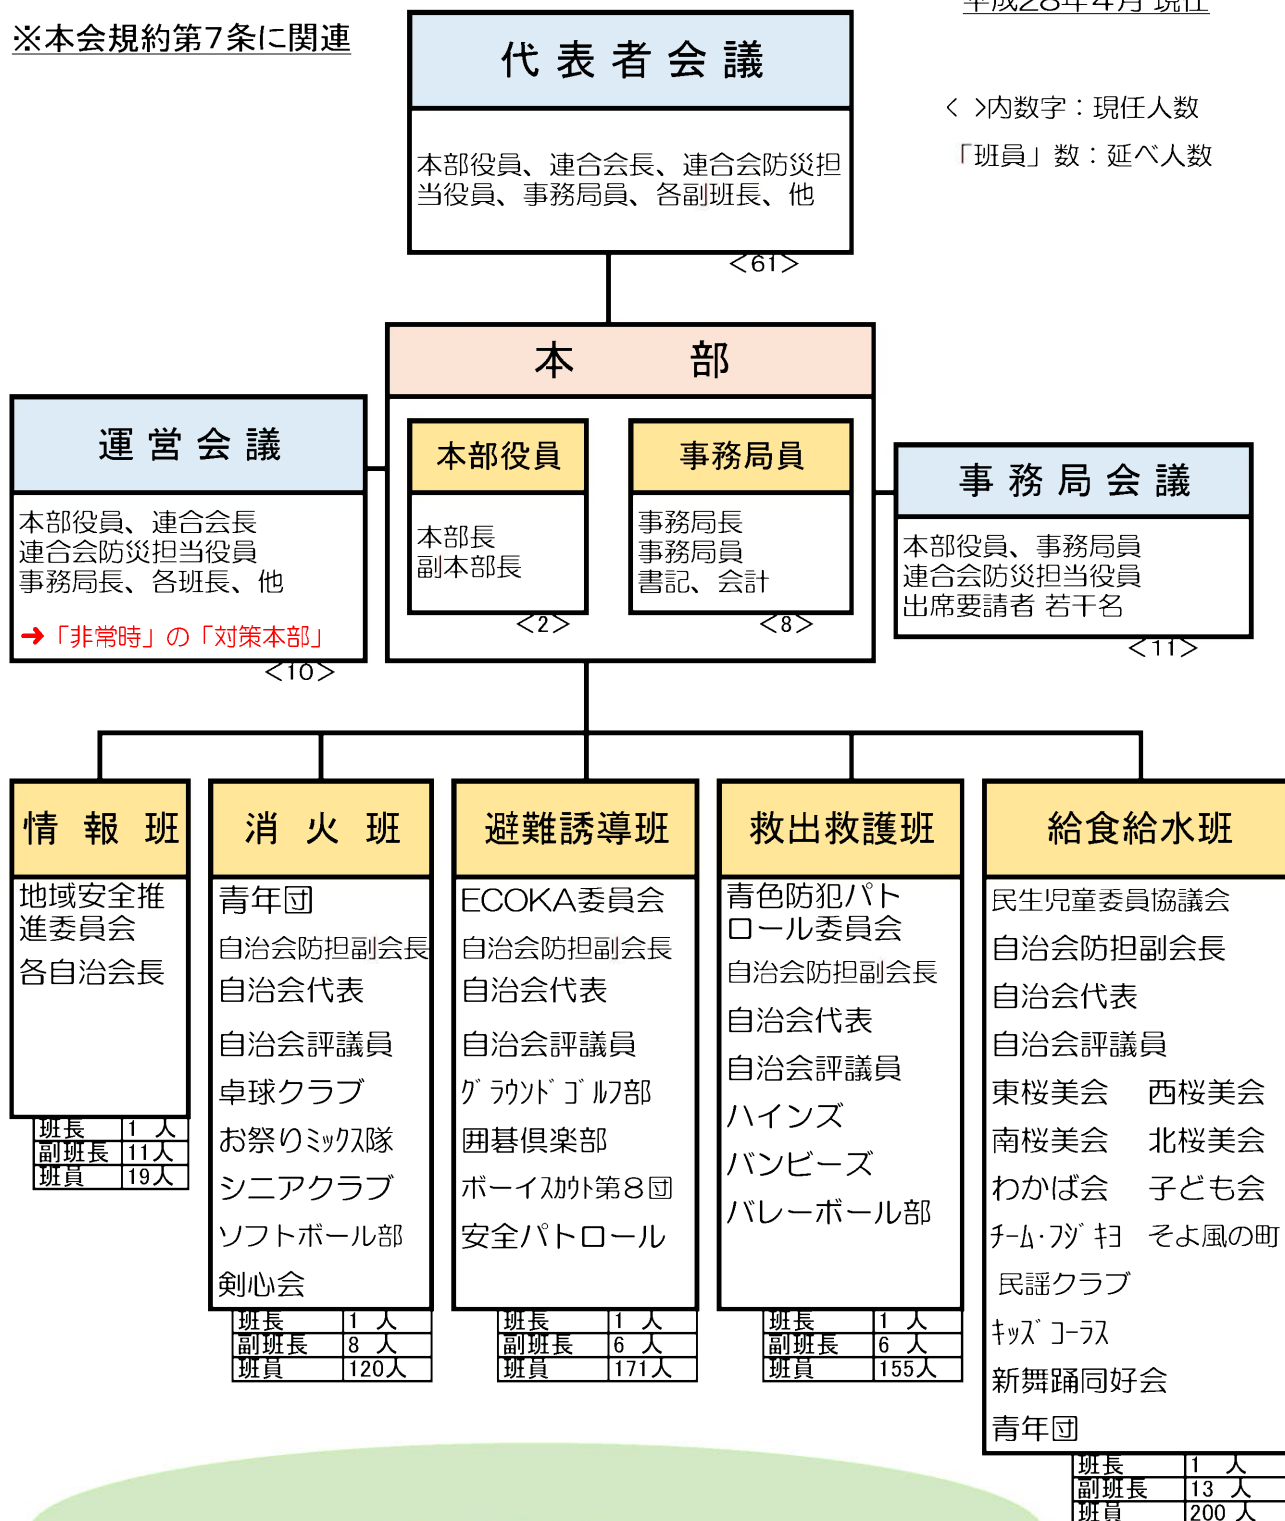 平成28年4月 現任
※本会規約第7条に関連
代表者会議
< >内数字：現任人数
「班員」数：延べ人数
本部役員、連合会長、連合会防災担
当役員、事務局員、各副班長、他
<61>
本部
運営会議
本部役員、連合会長
連合会防災担当役員
事務局長、各班長、他
→「非常時」の「対策本部」
<10>
本部役員
本部長
副本部長
<2>
事務局員
事務局長
事務局員
書記、会計
<8>
事務局会議
本部役員、事務局員
連合会防災担当役員
出席要請者 若干名
<11>
情報班
地域安全推
進委員会
各自治会長
班長 1 人
副班長 11人
班員 19人
消火班
青年団
自治会防担副会長
自治会代表
自治会評議員
卓球クラブ
お祭りﾐｯｸｽ隊
シニアクラブ
ソフトボール部
剣心会
班長 1 人
副班長 8 人
班員 120人
避難誘導班
ECOKA委員会
自治会防担副会長
自治会代表
自治会評議員
ｸﾞﾗｳﾝﾄﾞｺﾞﾙﾌ部
囲碁倶楽部
ボーイｽｶｳﾄ第8団
安全パトロール
班長 1 人
副班長 6 人
班員 171人
救出救護班
青色防犯パト
ロール委員会
自治会防担副会長
自治会代表
自治会評議員
ハインズ
バンビーズ
バレーボール部
班長 1 人
副班長 6 人
班員 155人
給食給水班
民生児童委員協議会
自治会防担副会長
自治会代表
自治会評議員
東桜美会 西桜美会
南桜美会 北桜美会
わかば会 子ども会
ﾁｰﾑ･ﾌｼﾞｷﾖ そよ風の町
民謡クラブ
ｷｯｽﾞｺｰﾗｽ
新舞踊同好会
青年団
班長 1 人
副班長 13 人
班員 200 人